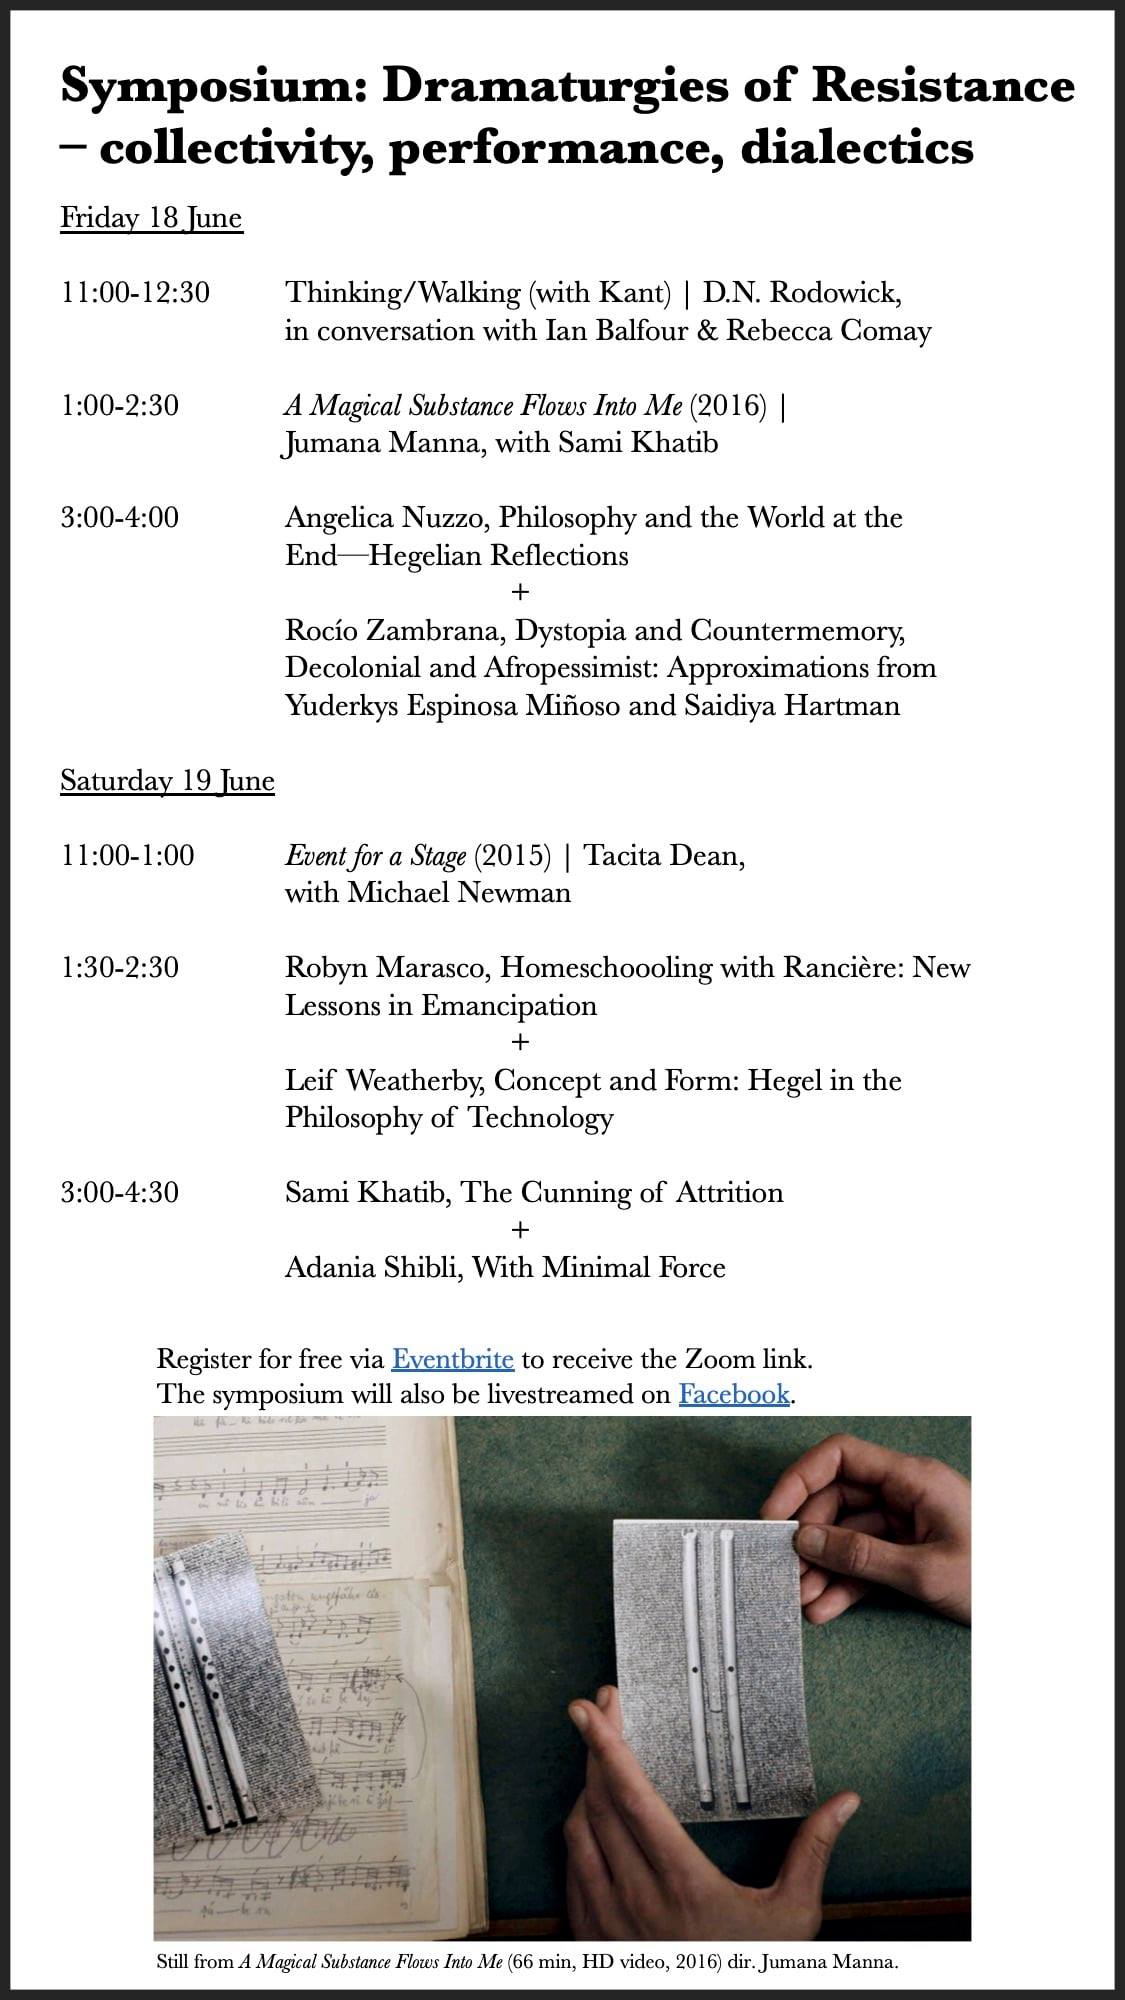 Symposium: Dramaturgies of Resistance
– collectivity, performance, dialectics
Friday 18 June
11:00-12:30 Thinking/Walking (with Kant) | D.N. Rodowick,
in conversation with Ian Balfour & Rebecca Comay
1:00-2:30 A Magical Substance Flows Into Me (2016) |
Jumana Manna, with Sami Khatib
3:00-4:00 Angelica Nuzzo, Philosophy and the World at the
End—Hegelian Reflections
+
Rocío Zambrana, Dystopia and Countermemory,
Decolonial and Afropessimist: Approximations from
Yuderkys Espinosa Miñoso and Saidiya Hartman
Saturday 19 June
11:00-1:00 Event for a Stage (2015) | Tacita Dean,
with Michael Newman
1:30-2:30 Robyn Marasco, Homeschoooling with Rancière: New
Lessons in Emancipation
+
Leif Weatherby, Concept and Form: Hegel in the
Philosophy of Technology
3:00-4:30 Sami Khatib, The Cunning of Attrition
+
Adania Shibli, With Minimal Force
Register for free via Eventbrite to receive the Zoom link.
The symposium will also be livestreamed on Facebook.
Still from A Magical Substance Flows Into Me (66 min, HD video, 2016) dir. Jumana Manna.